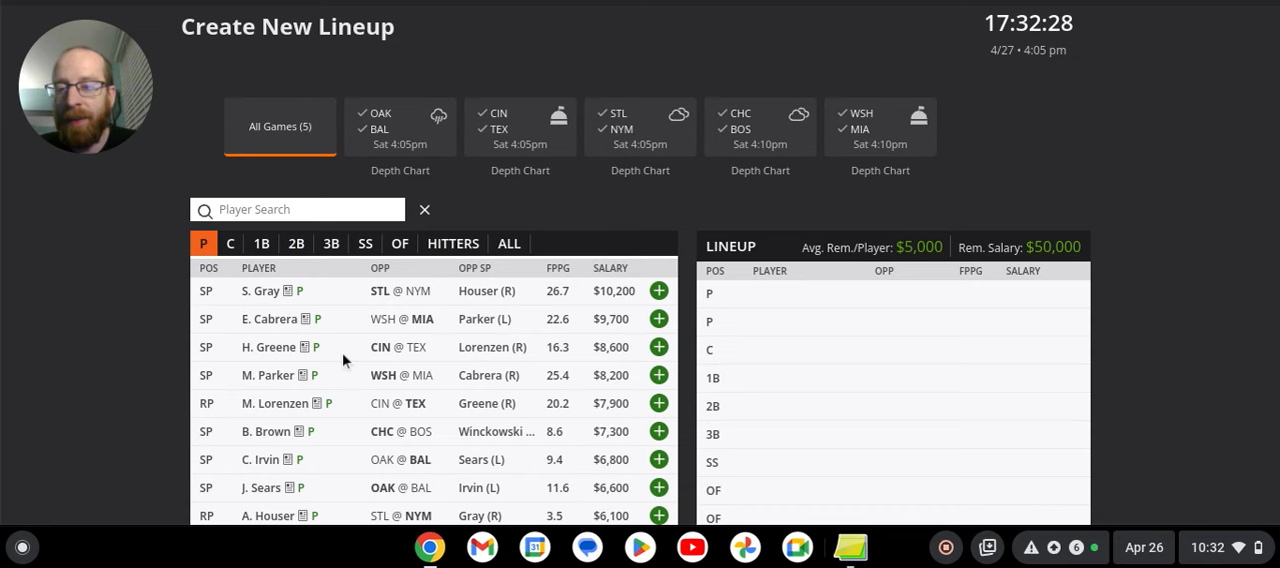 Create New Lineup
17:32:28
4/27 • 4:05 pm
All Games (5)
OAK
BAL
Sat 4:05pm
CIN
TEX
Sat 4:05pm
STL
NYM
Sat 4:05pm
CHC
BOS
Sat 4:10pm
WSH
MIA
Sat 4:10pm
Depth Chart
Depth Chart
Depth Chart
Depth Chart
Depth Chart
Player Search
P C 1B 2B 3B SS OF HITTERS ALL
POS PLAYER OPP OPP SP FPPG SALARY
SP S. Gray P STL @ NYM Houser (R) 26.7 $10,200
SP E. Cabrera P WSH @ MIA Parker (L) 22.6 $9,700
SP H. Greene P CIN @ TEX Lorenzen (R) 16.3 $8,600
SP M. Parker P WSH @ MIA Cabrera (R) 25.4 $8,200
RP M. Lorenzen P CIN @ TEX Greene (R) 20.2 $7,900
SP B. Brown P CHC @ BOS Winckowski ... 8.6 $7,300
SP C. Irvin P OAK @ BAL Sears (L) 9.4 $6,800
SP J. Sears P OAK @ BAL Irvin (L) 11.6 $6,600
RP A. Houser P STL @ NYM Gray (R) 3.5 $6,100
LINEUP Avg. Rem./Player: $5,000 Rem. Salary: $50,000
POS PLAYER OPP FPPG SALARY
P
P
C
1B
2B
3B
SS
OF
OF
31
6
Apr 26
10:32